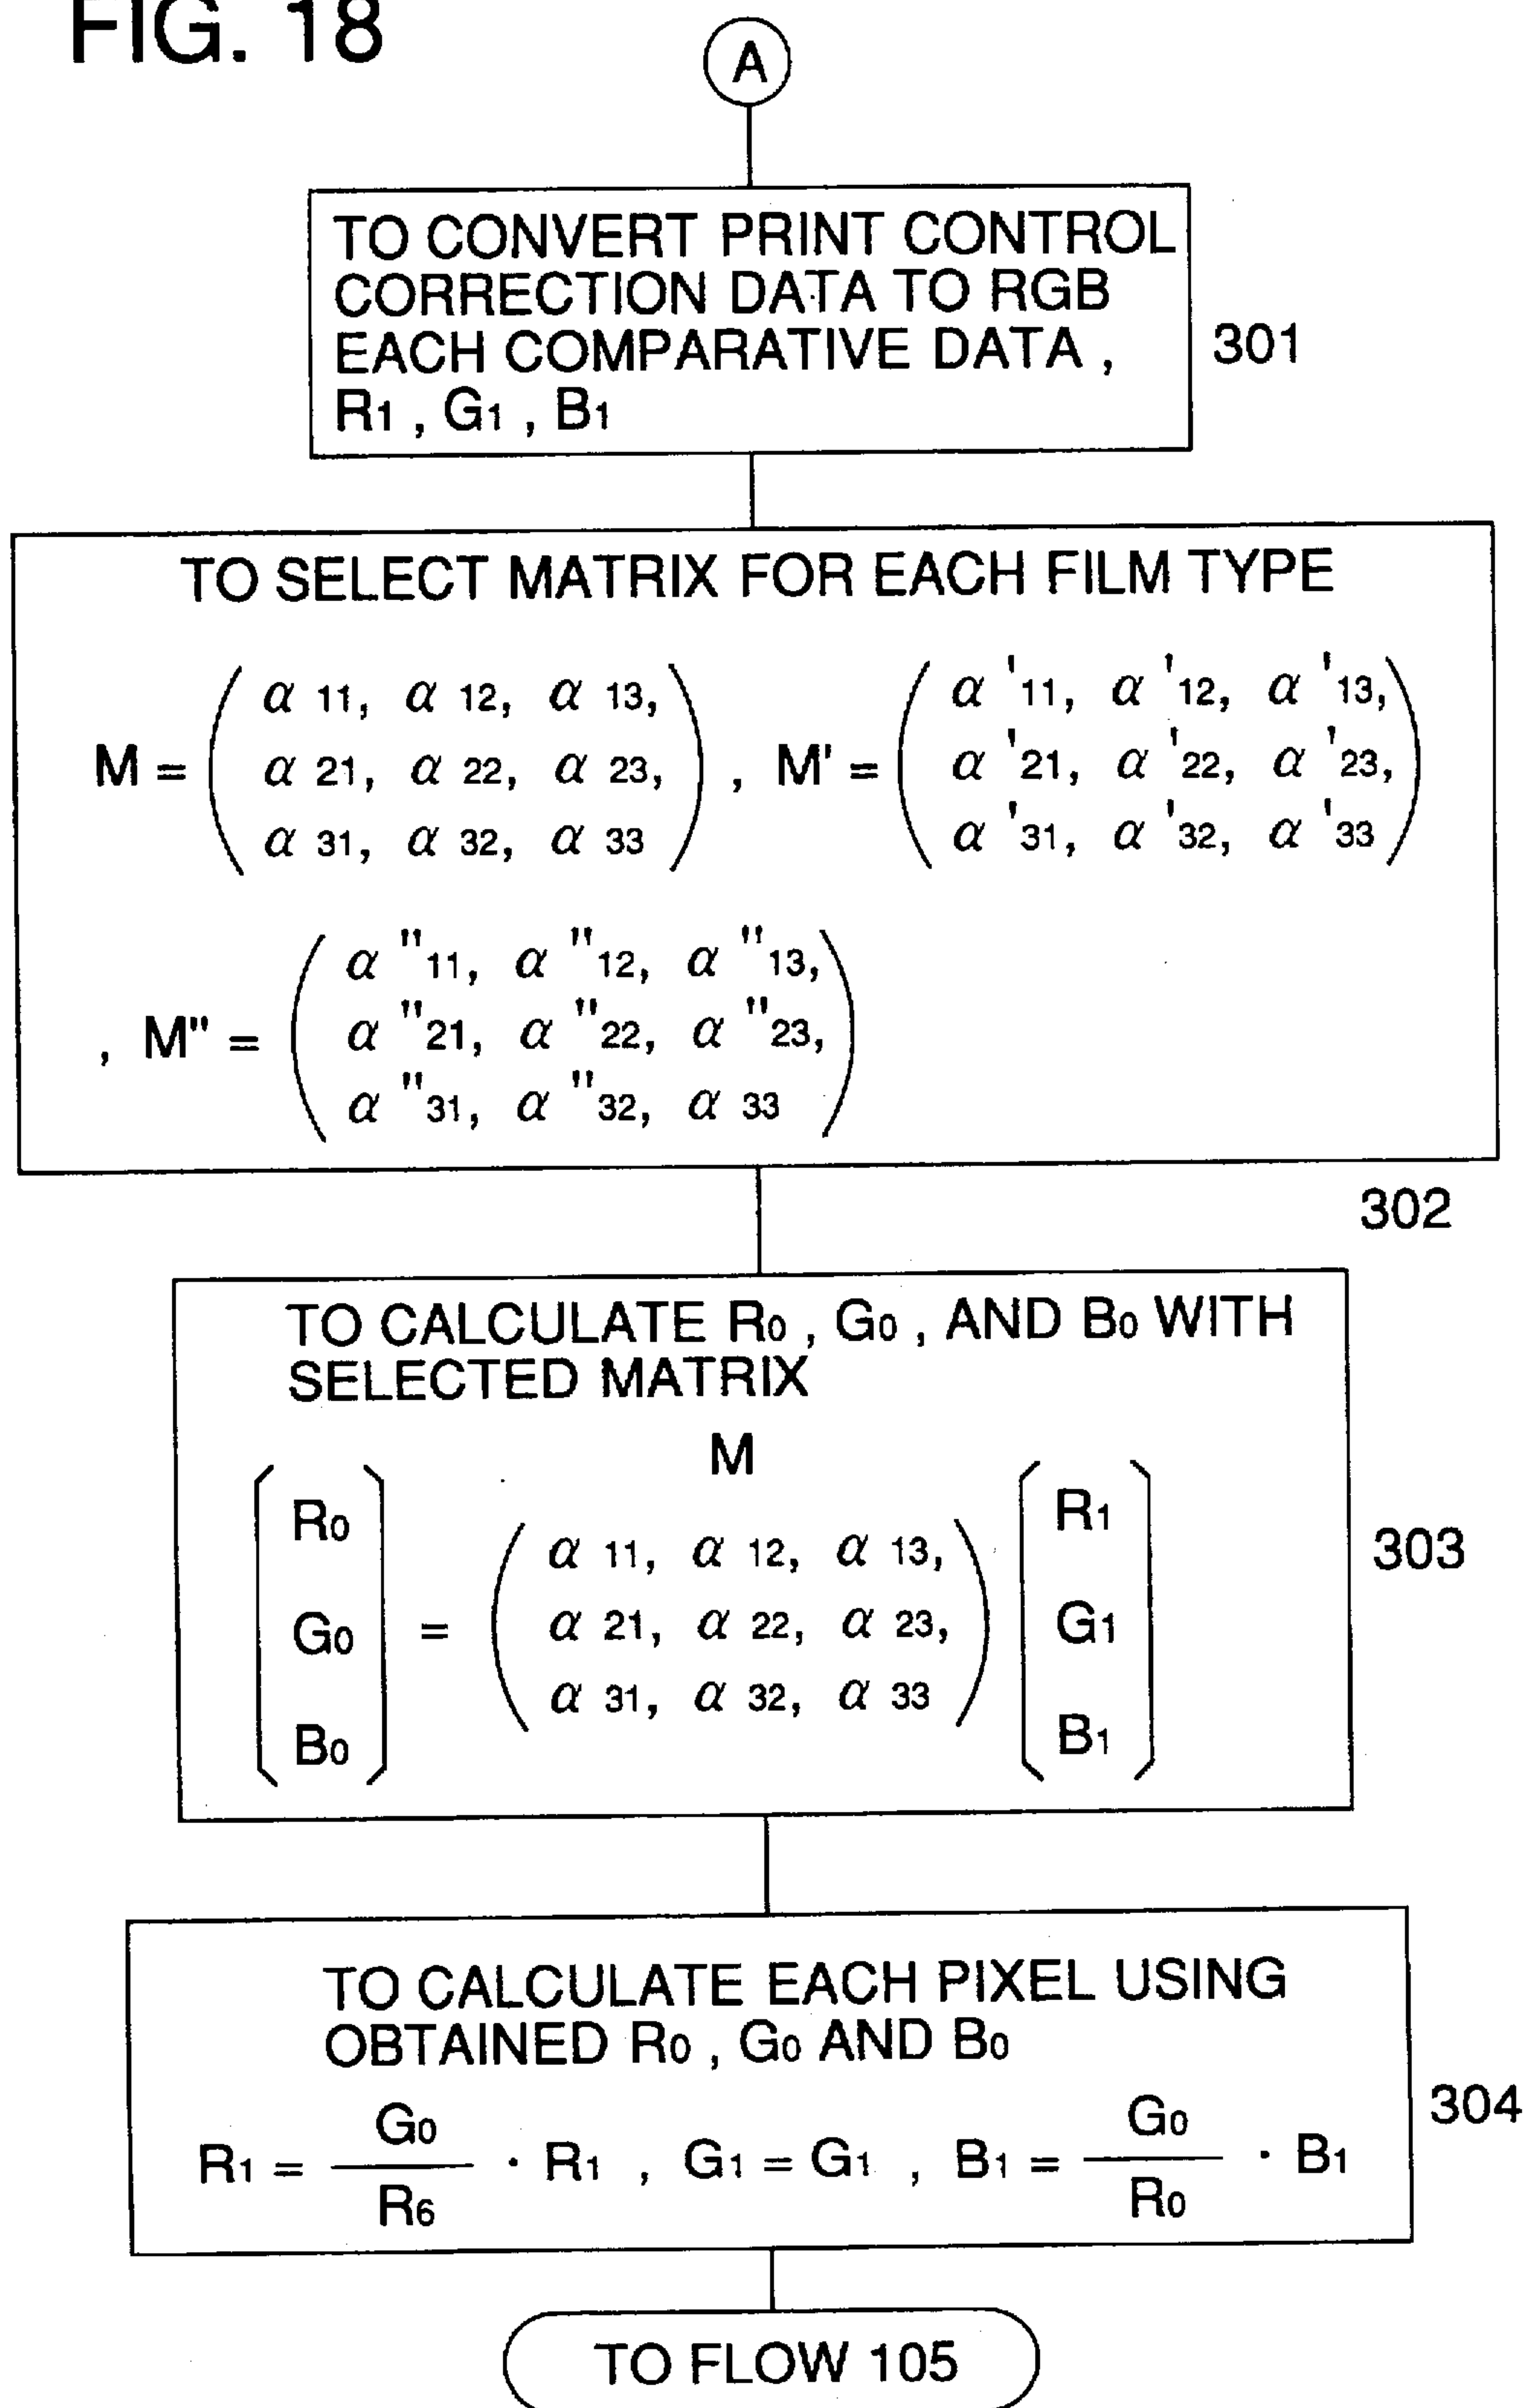 FIG. 18
A
TO CONVERT PRINT CONTROL
CORRECTION DATA TO RGB
EACH COMPARATIVE DATA ,
R1 , G1 , B1
301
TO SELECT MATRIX FOR EACH FILM TYPE
α 11, α 12, α 13, α '11, α '12, α '13,
M = α 21, α 22, α 23, , M' = α '21, α '22, α '23,
α 31, α 32, α 33 α '31, α '32, α '33
α "11, α "12, α "13,
, M" = α "21, α "22, α "23,
α "31, α "32, α 33
302
TO CALCULATE R0 , G0 , AND B0 WITH
SELECTED MATRIX
M
R0 α 11, α 12, α 13, R1
G0 = α 21, α 22, α 23, G1
B0 α 31, α 32, α 33 B1
303
TO CALCULATE EACH PIXEL USING
OBTAINED R0 , G0 AND B0
R1 = G0 / R6 · R1 , G1 = G1 , B1 = G0 / R0 · B1
304
TO FLOW 105